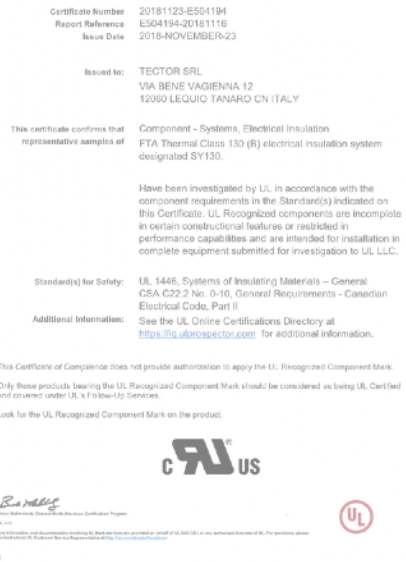 Certificate Number 20181123-E504194
Report Reference E504194-20181116
Issue Date 2018-NOVEMBER-23
Issued to: TECTOR SRL
VIA BENE VAGIENNA 12
12060 LEQUIO TANARO CN ITALY
This certificate confirms that Component - Systems, Electrical Insulation
representative samples of FTA Thermal Class 130 (B) electrical insulation system
designated SY130.
Have been investigated by UL in accordance with the
component requirements in the Standard(s) indicated on
this Certificate. UL Recognized components are incomplete
in certain constructional features or restricted in
performance capabilities and are intended for installation in
complete equipment submitted for investigation to UL LLC.
Standard(s) for Safety: UL 1446, Systems of Insulating Materials – General
CSA C22.2 No. 0-10, General Requirements - Canadian
Electrical Code, Part II
Additional Information: See the UL Online Certifications Directory at
https://iq.ulprospector.com for additional information.
This Certificate of Compliance does not provide authorization to apply the UL Recognized Component Mark.
Only those products bearing the UL Recognized Component Mark should be considered as being UL Certified
and covered under UL's Follow-Up Services.
Look for the UL Recognized Component Mark on the product.
C RU ® US
UL